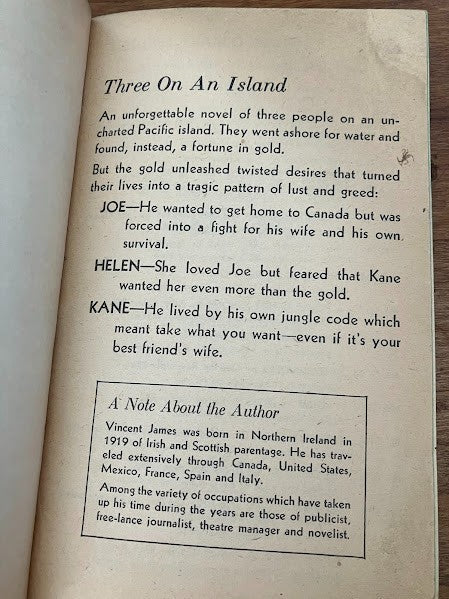 Three On An Island
An unforgettable novel of three people on an un-
charted Pacific island. They went ashore for water and
found, instead, a fortune in gold.
But the gold unleashed twisted desires that turned
their lives into a tragic pattern of lust and greed:
JOE—He wanted to get home to Canada but was
forced into a fight for his wife and his own
survival.
HELEN—She loved Joe but feared that Kane
wanted her even more than the gold.
KANE—He lived by his own jungle code which
meant take what you want—even if it's your
best friend's wife.
A Note About the Author
Vincent James was born in Northern Ireland in
1919 of Irish and Scottish parentage. He has trav-
eled extensively through Canada, United States,
Mexico, France, Spain and Italy.
Among the variety of occupations which have taken
up his time during the years are those of publicist,
free-lance journalist, theatre manager and novelist.